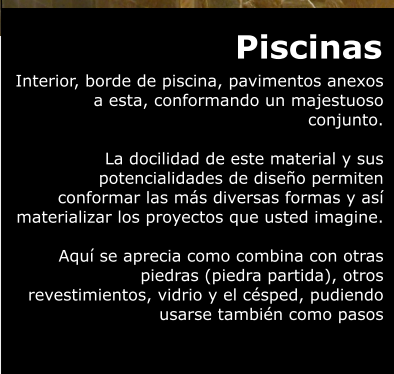 Piscinas
Interior, borde de piscina, pavimentos anexos
a esta, conformando un majestuoso
conjunto.
La docilidad de este material y sus
potencialidades de diseño permiten
conformar las más diversas formas y así
materializar los proyectos que usted imagine.
Aquí se aprecia como combina con otras
piedras (piedra partida), otros
revestimientos, vidrio y el césped, pudiendo
usarse también como pasos